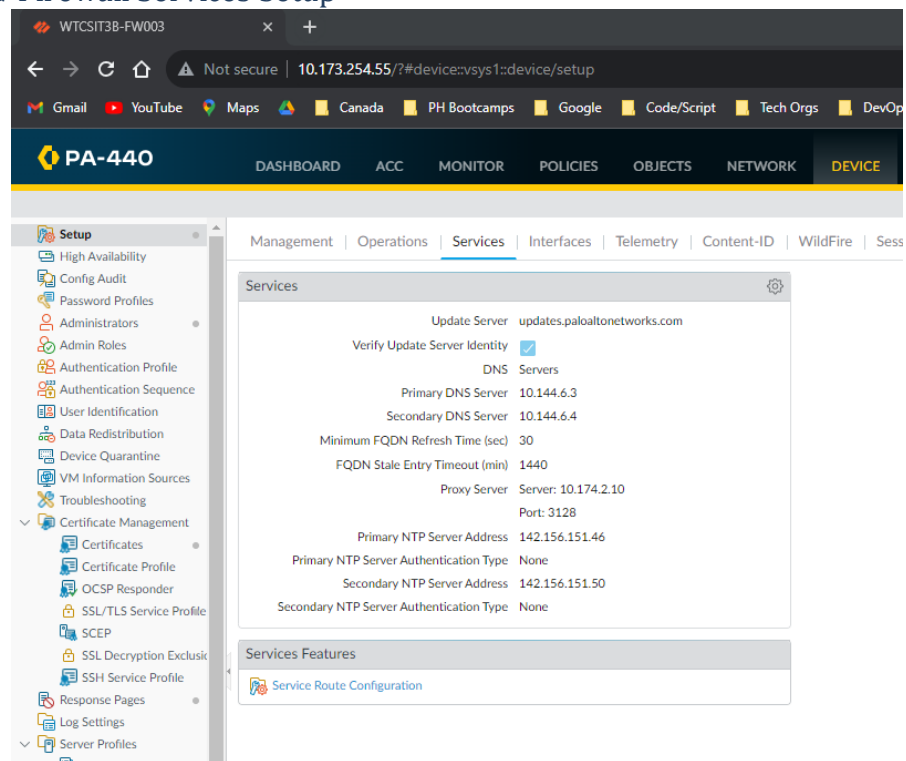 WTCSIT3B-FW003
Not secure 10.173.254.55/?#device::vsys1::device/setup
Gmail YouTube Maps Canada PH Bootcamps Google Code/Script Tech Orgs DevOp
PA-440 DASHBOARD ACC MONITOR POLICIES OBJECTS NETWORK DEVICE
Setup
High Availability
Config Audit
Password Profiles
Administrators
Admin Roles
Authentication Profile
Authentication Sequence
User Identification
Data Redistribution
Device Quarantine
VM Information Sources
Troubleshooting
Certificate Management
Certificates
Certificate Profile
OCSP Responder
SSL/TLS Service Profile
SCEP
SSL Decryption Exclusio
SSH Service Profile
Response Pages
Log Settings
Server Profiles
Management | Operations | Services | Interfaces | Telemetry | Content-ID | WildFire | Sess
Services
Update Server updates.paloaltonetworks.com
Verify Update Server Identity
DNS Servers
Primary DNS Server 10.144.6.3
Secondary DNS Server 10.144.6.4
Minimum FQDN Refresh Time (sec) 30
FQDN Stale Entry Timeout (min) 1440
Proxy Server Server: 10.174.2.10
Port: 3128
Primary NTP Server Address 142.156.151.46
Primary NTP Server Authentication Type None
Secondary NTP Server Address 142.156.151.50
Secondary NTP Server Authentication Type None
Services Features
Service Route Configuration